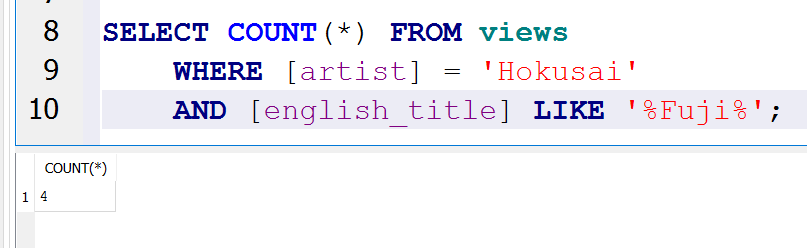 8 SELECT COUNT(*) FROM views
9 WHERE [artist] = 'Hokusai'
10 AND [english_title] LIKE '%Fuji%';
COUNT(*)
1 4